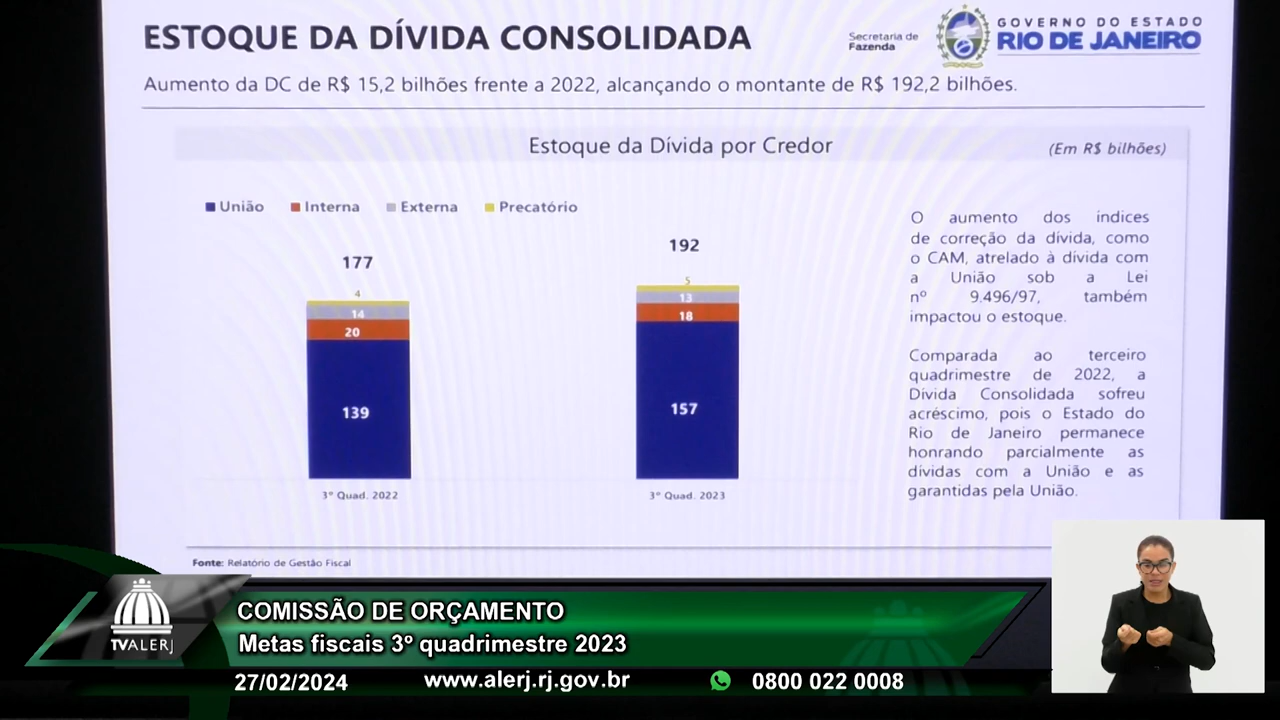 ESTOQUE DA DÍVIDA CONSOLIDADA
Secretaria de
Fazenda
GOVERNO DO ESTADO
RIO DE JANEIRO
Aumento da DC de R$ 15,2 bilhões frente a 2022, alcançando o montante de R$ 192,2 bilhões.
Estoque da Dívida por Credor
(Em R$ bilhões)
União Interna Externa Precatório
177
4
14
20
139
3º Quad. 2022
192
5
13
18
157
3º Quad. 2023
O aumento dos índices
de correção da dívida, como
o CAM, atrelado à dívida com
a União sob a Lei
nº 9.496/97, também
impactou o estoque.
Comparada ao terceiro
quadrimestre de 2022, a
Dívida Consolidada sofreu
acréscimo, pois o Estado do
Rio de Janeiro permanece
honrando parcialmente as
dívidas com a União e as
garantidas pela União.
Fonte: Relatório de Gestão Fiscal
TVALERJ
COMISSÃO DE ORÇAMENTO
Metas fiscais 3º quadrimestre 2023
27/02/2024 www.alerj.rj.gov.br 0800 022 0008